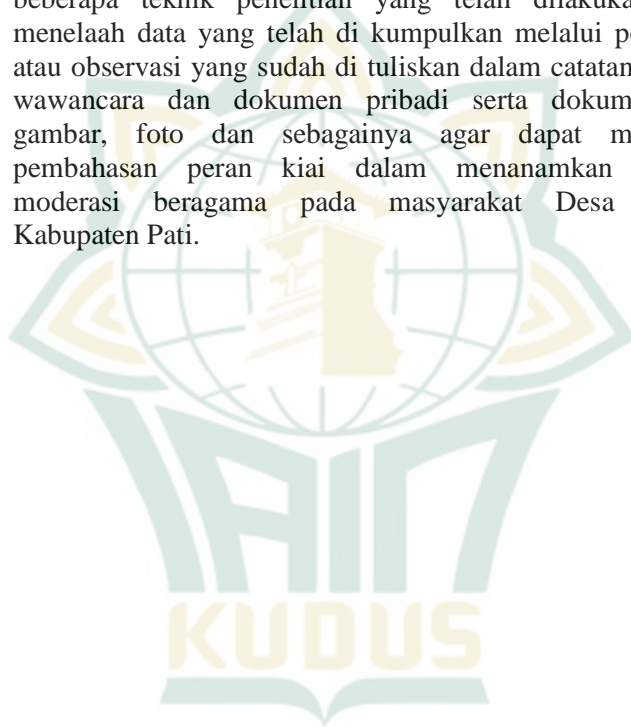 beberapa teknik penelitian yang telah dilakuka
menelaah data yang telah di kumpulkan melalui pe
atau observasi yang sudah di tuliskan dalam catatan
wawancara dan dokumen pribadi serta dokum
gambar, foto dan sebagainya agar dapat m
pembahasan peran kiai dalam menanamkan
moderasi beragama pada masyarakat Desa
Kabupaten Pati.
IAIN
KUDUS